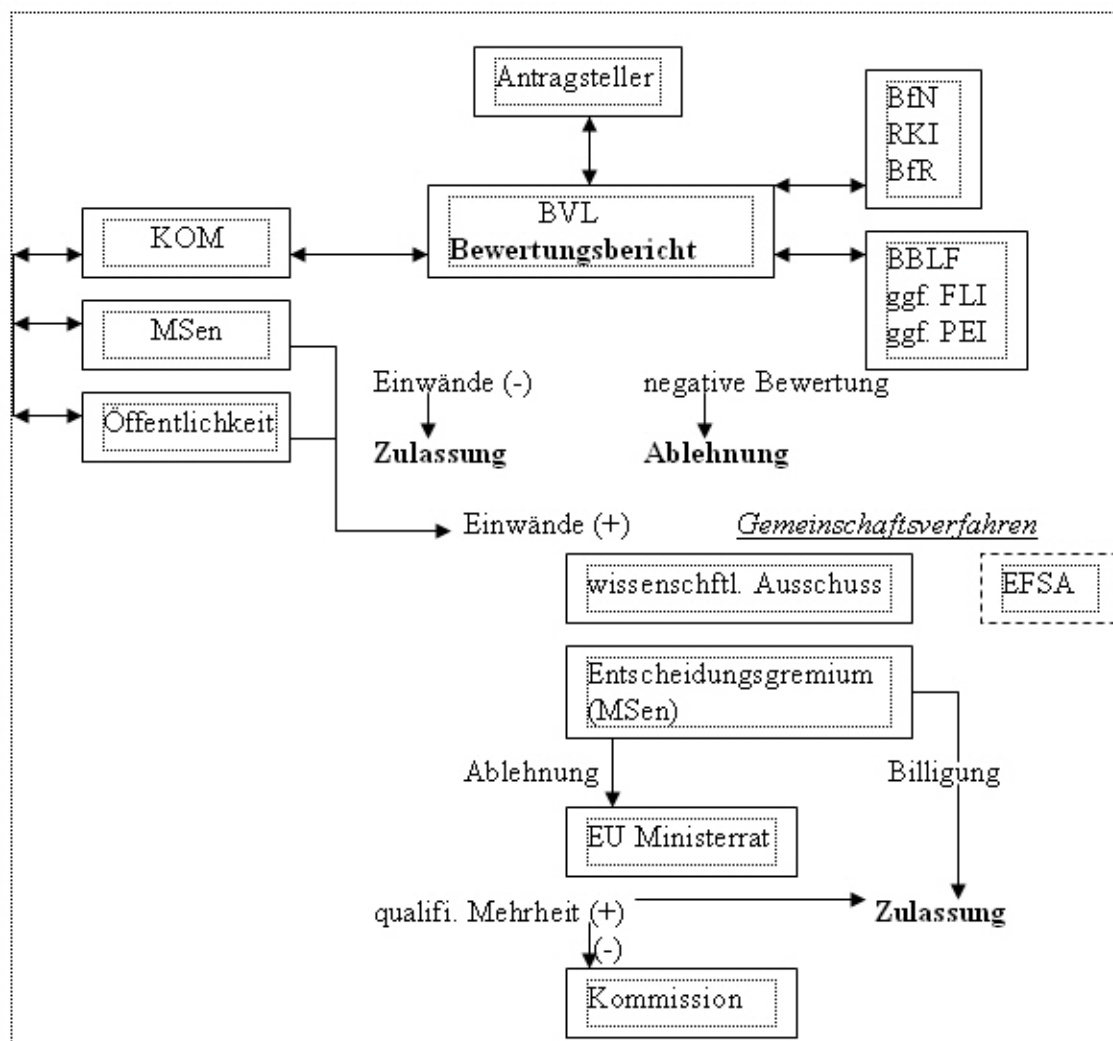 Antragsteller
BfN
RKI
BfR
BVL
Bewertungsbericht
KOM
BBLF
ggf. FLI
ggf. PEI
MSen
Einwände (-)
negative Bewertung
Öffentlichkeit
Zulassung
Ablehnung
Einwände (+)
Gemeinschaftsverfahren
wissenschftl. Ausschuss
EFSA
Entscheidungsgremium
(MSen)
Ablehnung
Billigung
EU Ministerrat
qualifi. Mehrheit (+)
Zulassung
(-)
Kommission